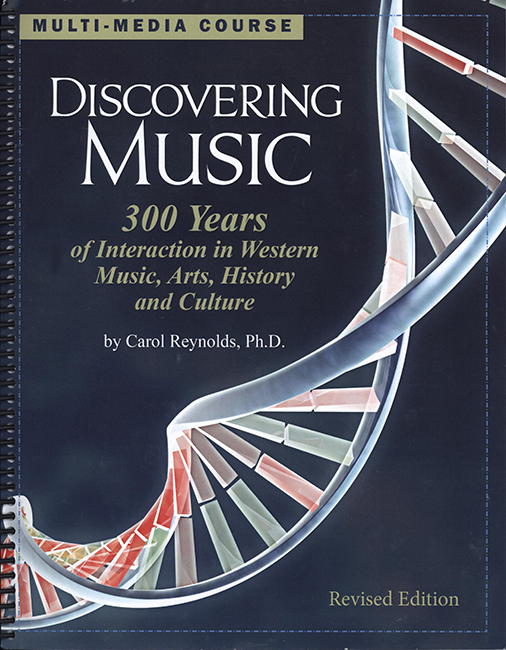 MULTI-MEDIA COURSE
DISCOVERING
MUSIC
300 Years
of Interaction in Western
Music, Arts, History
and Culture
by Carol Reynolds, Ph.D.
Revised Edition